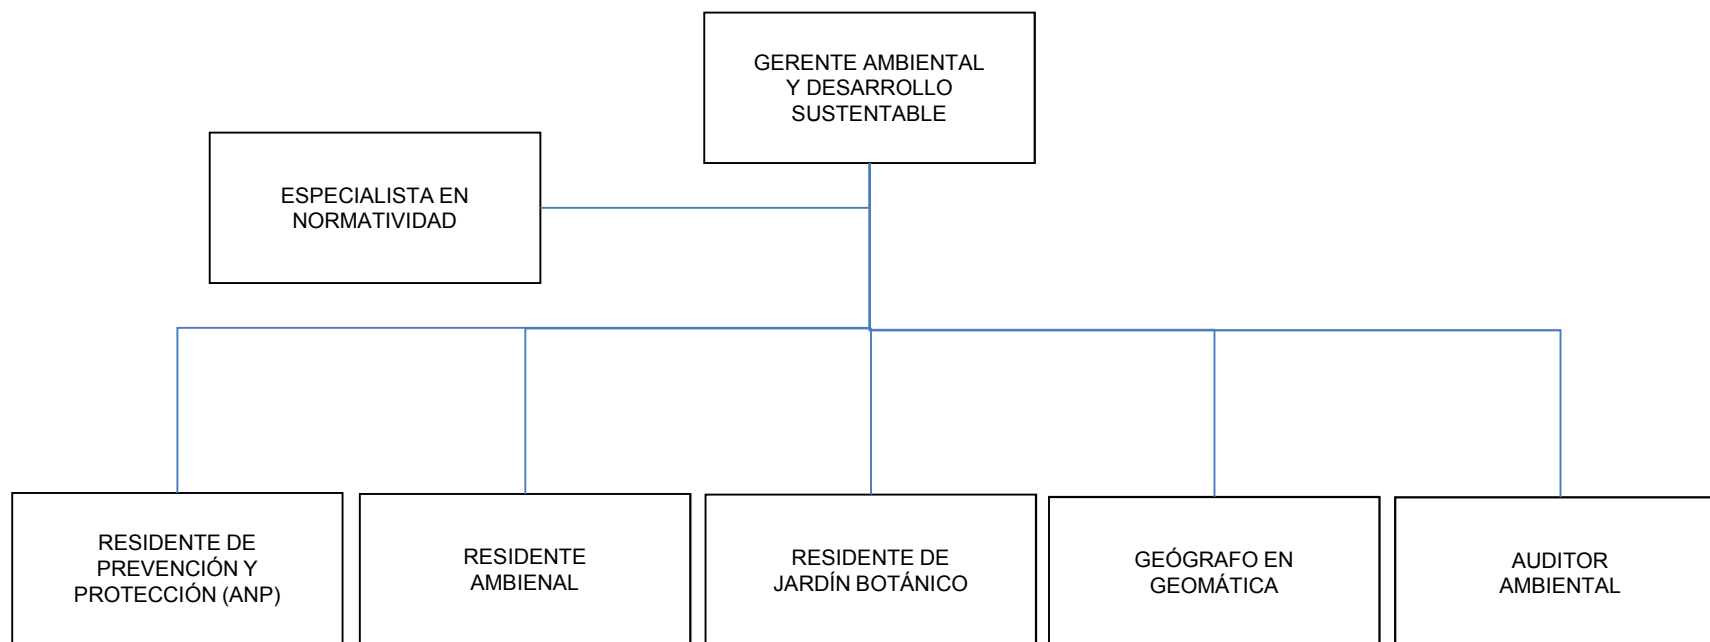 GERENTE AMBIENTAL
Y DESARROLLO
SUSTENTABLE
ESPECIALISTA EN
NORMATIVIDAD
RESIDENTE DE
PREVENCIÓN Y
PROTECCIÓN (ANP)
RESIDENTE
AMBIENAL
RESIDENTE DE
JARDÍN BOTÁNICO
GEÓGRAFO EN
GEOMÁTICA
AUDITOR
AMBIENTAL